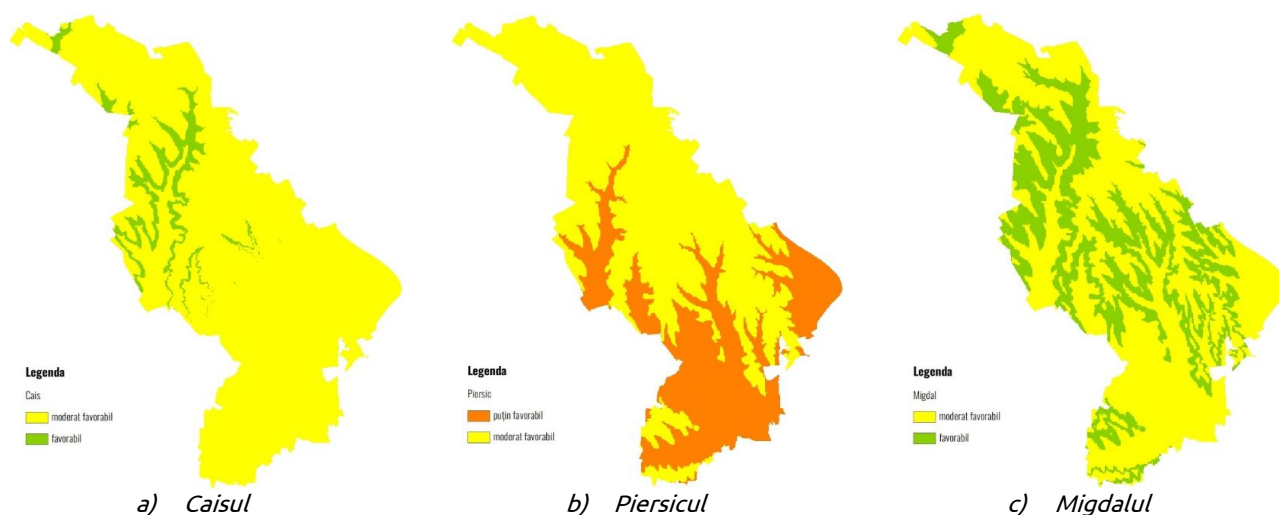 Legenda
Cais
moderat favorabil
favorabil
Legenda
Piersic
puțin favorabil
moderat favorabil
Legenda
Migdal
moderat favorabil
favorabil
a) Caisul
b) Piersicul
c) Migdalul